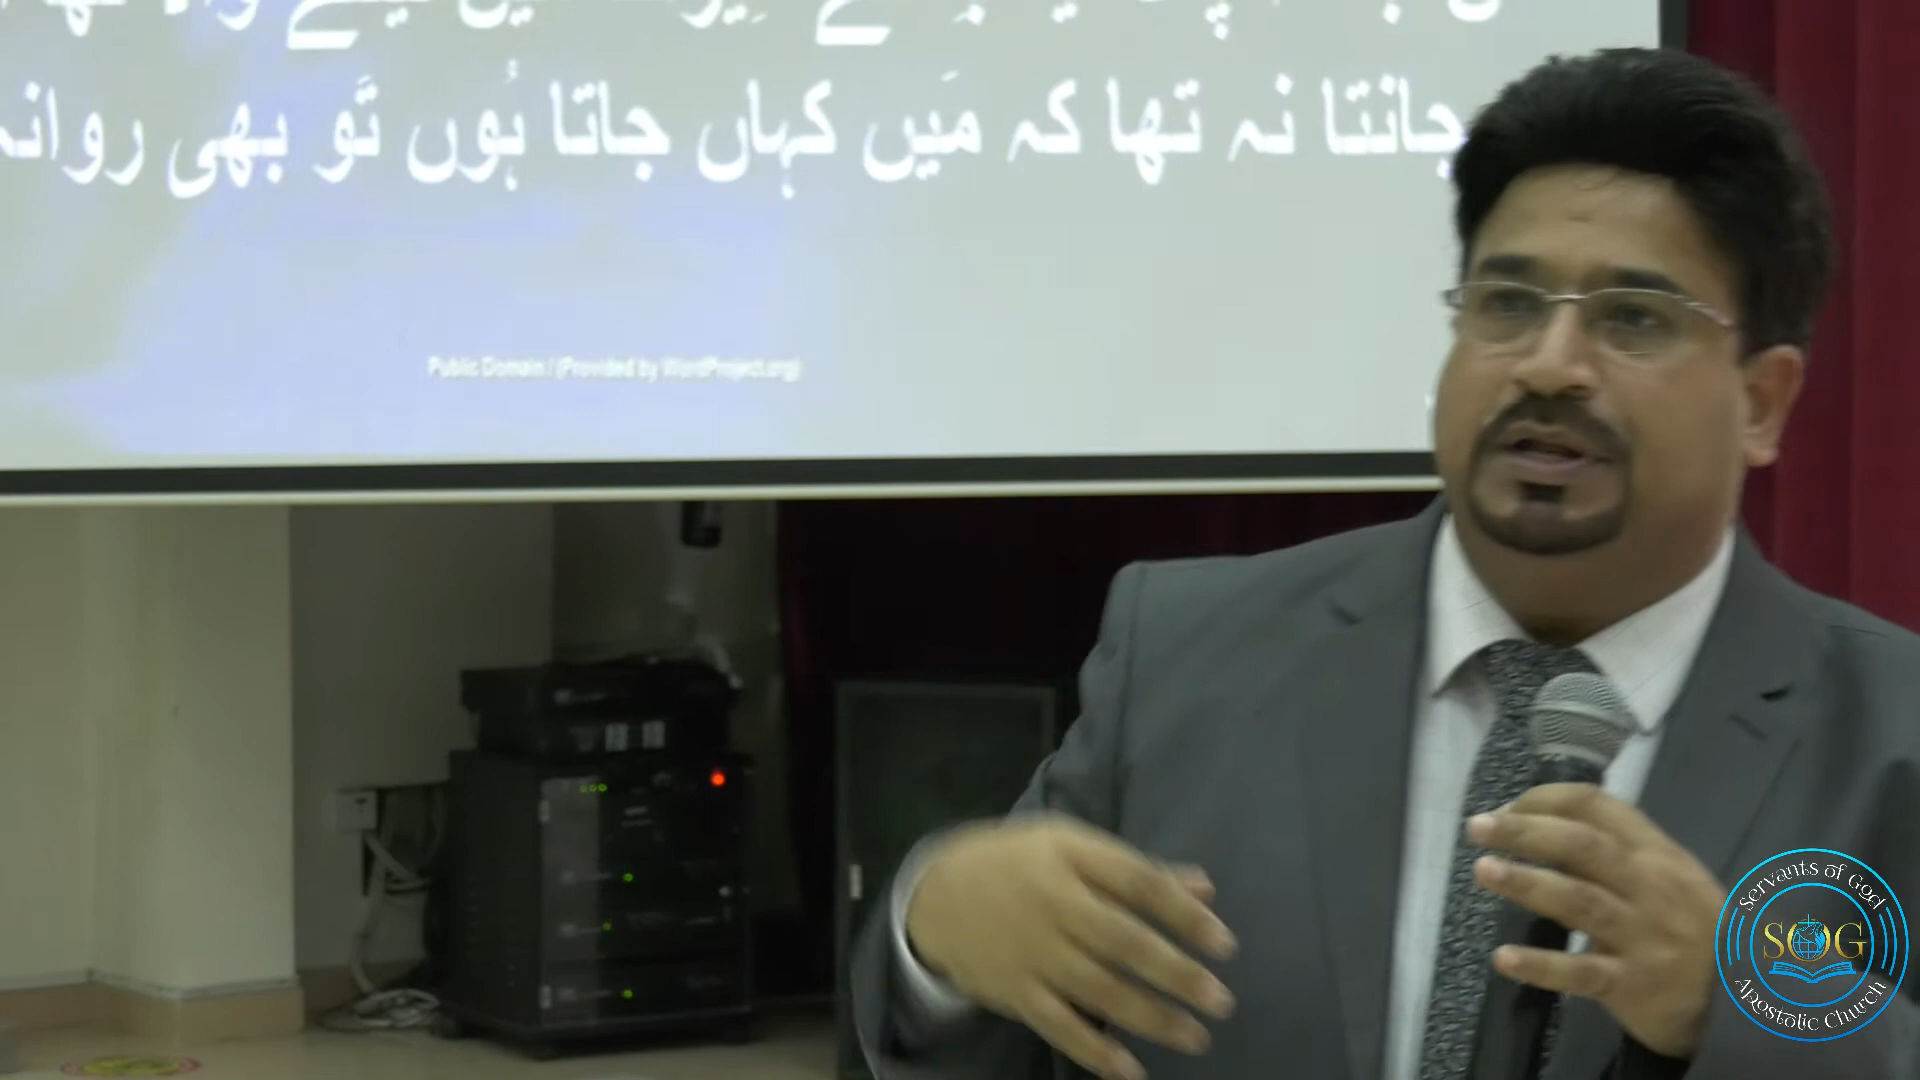 جانتا نہ تھا کہ مَیں کہاں جاتا ہُوں تَو بھی روانہ
Public Domain / (Provided by WordProject.org)
Servants of God
SOG
Apostolic Church